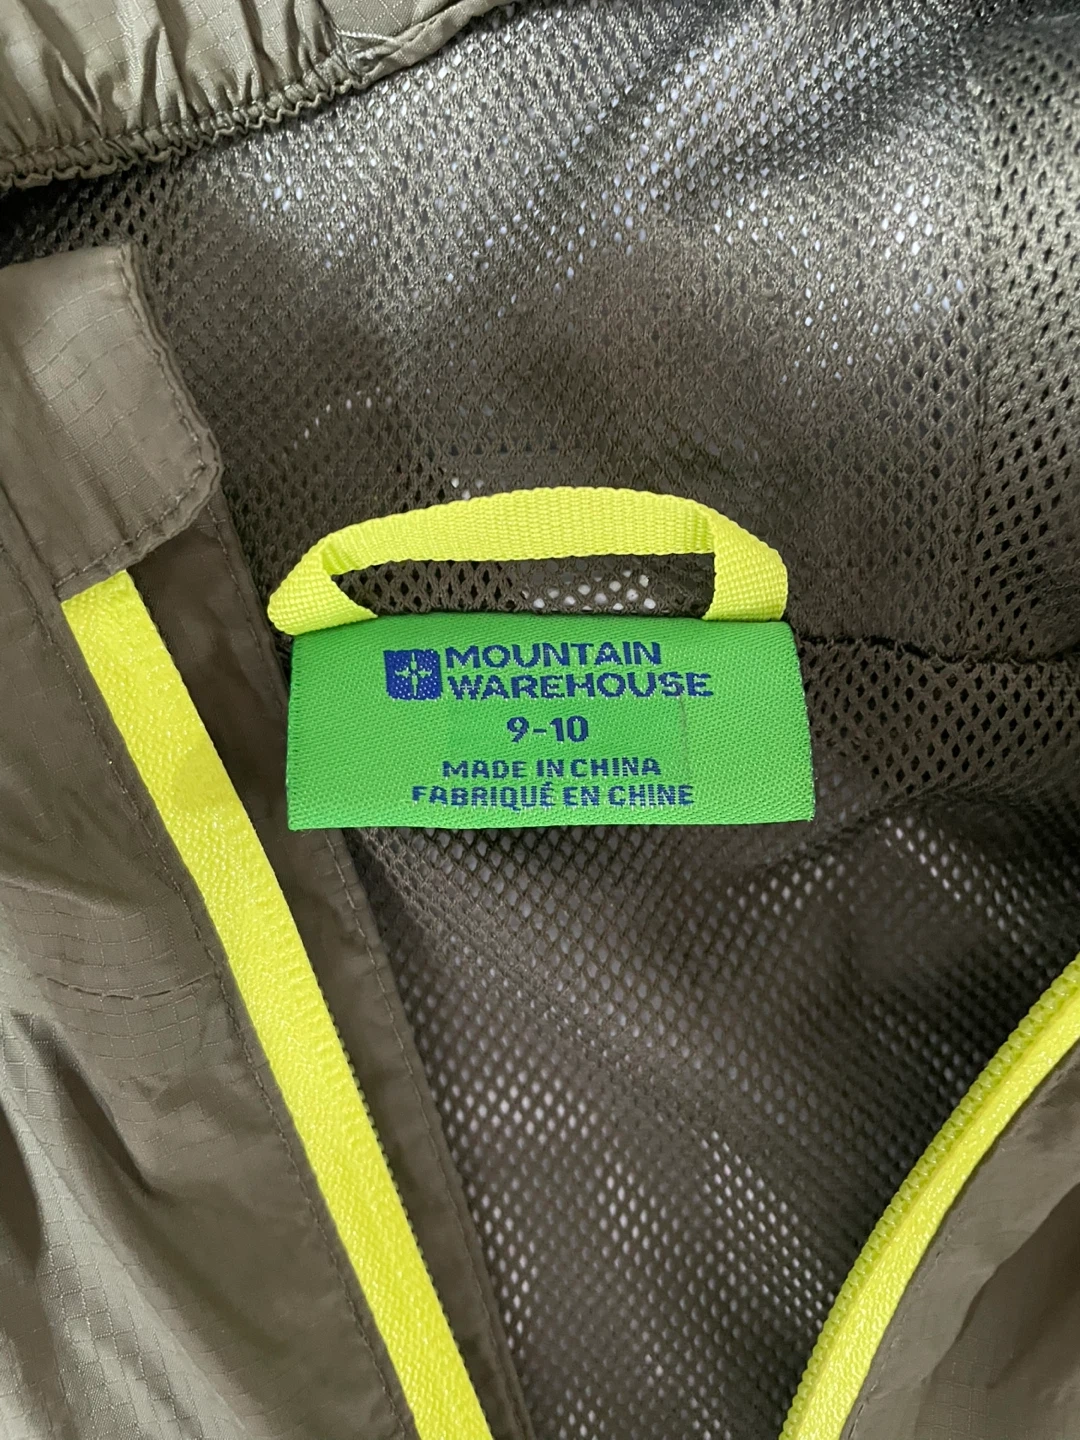 MOUNTAIN
WAREHOUSE
9-10
MADE IN CHINA
FABRIQUÉ EN CHINE